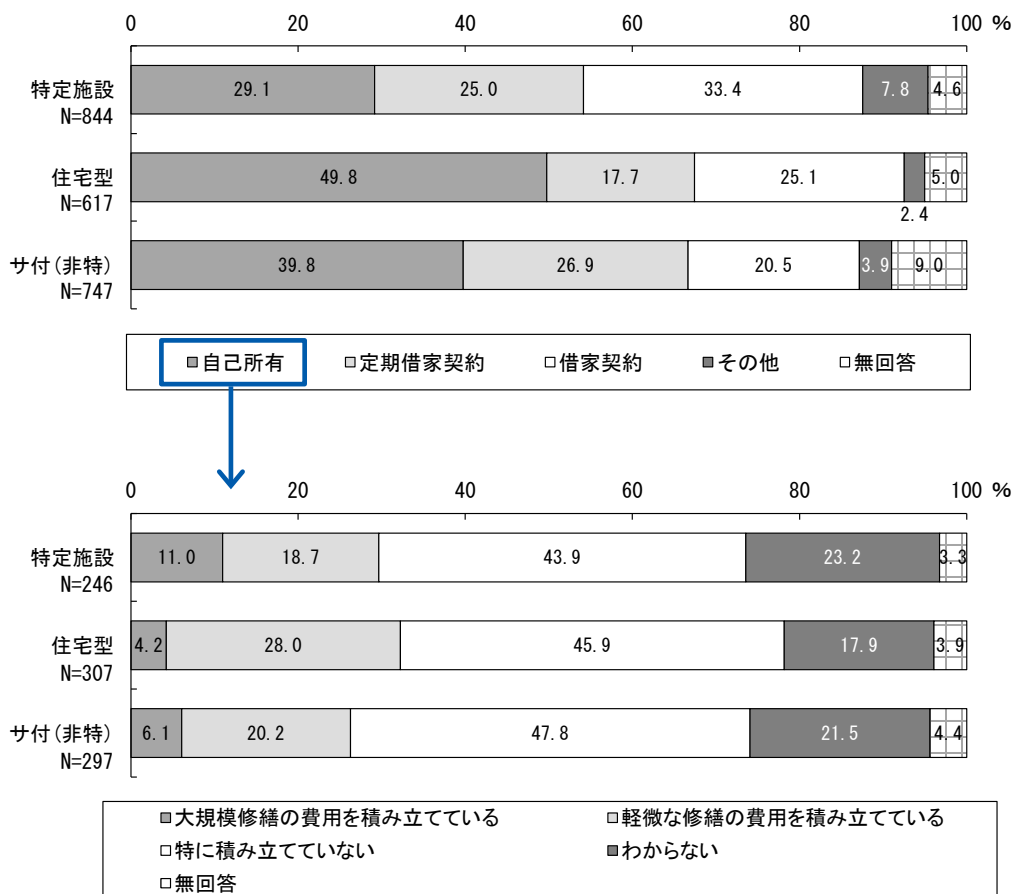 0 20 40 60 80 100 %
特定施設 29.1 25.0 33.4 7.8 4.6
N=844
住宅型 49.8 17.7 25.1 5.0
N=617
2.4
サ付(非特) 39.8 26.9 20.5 3.9 9.0
N=747
自己所有 定期借家契約 借家契約 その他 無回答
0 20 40 60 80 100 %
特定施設 11.0 18.7 43.9 23.2 3.3
N=246
住宅型 4.2 28.0 45.9 17.9 3.9
N=307
サ付(非特) 6.1 20.2 47.8 21.5 4.4
N=297
大規模修繕の費用を積み立てている 軽微な修繕の費用を積み立てている
特に積み立てていない わからない
無回答